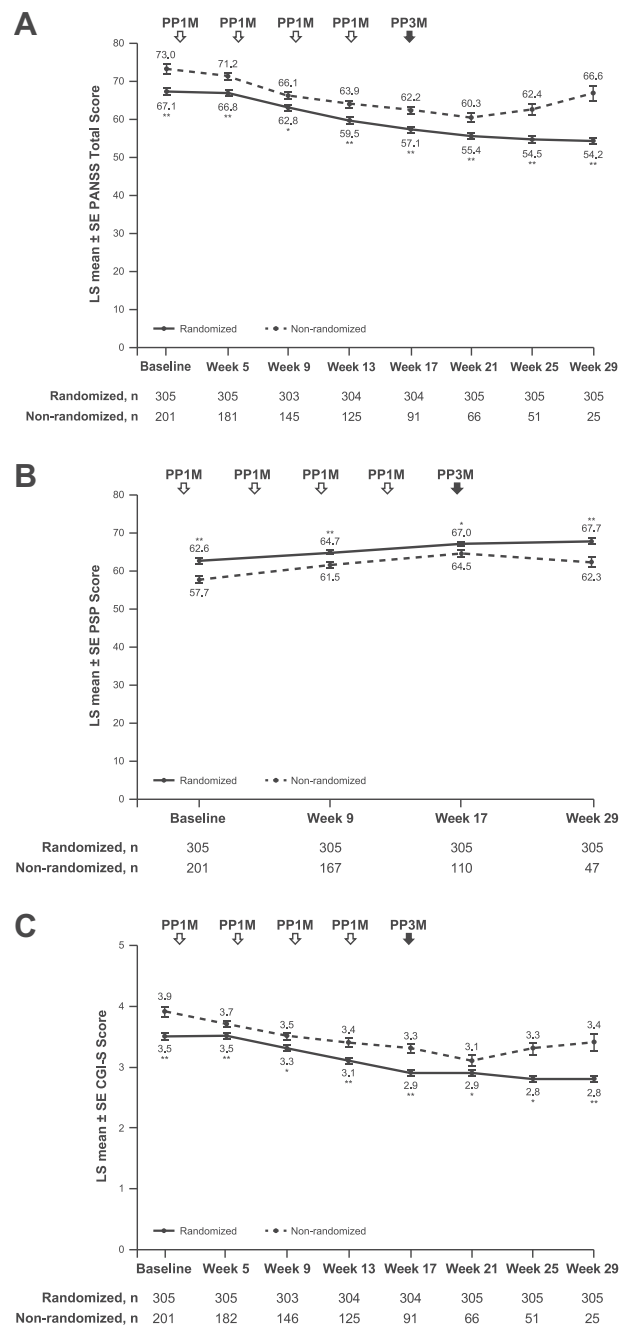 A
PP1M PP1M PP1M PP1M PP3M
LS mean ± SE PANSS Total Score
80
70
60
50
40
30
20
10
0
73.0 71.2 66.1 63.9 62.2 60.3 62.4 66.6
67.1 66.8 62.8 59.5 57.1 55.4 54.5 54.2
** ** * ** ** ** ** **
Randomized Non-randomized
Baseline Week 5 Week 9 Week 13 Week 17 Week 21 Week 25 Week 29
Randomized, n 305 305 303 304 304 305 305 305
Non-randomized, n 201 181 145 125 91 66 51 25
B
PP1M PP1M PP1M PP1M PP3M
LS mean ± SE PSP Score
80
70
60
50
40
30
20
10
0
** ** * **
62.6 64.7 67.0 67.7
57.7 61.5 64.5 62.3
Randomized Non-randomized
Baseline Week 9 Week 17 Week 29
Randomized, n 305 305 305 305
Non-randomized, n 201 167 110 47
C
PP1M PP1M PP1M PP1M PP3M
LS mean ± SE CGI-S Score
5
4
3
2
1
0
3.9 3.7 3.5 3.4 3.3 3.1 3.3 3.4
3.5 3.5 3.3 3.1 2.9 2.9 2.8 2.8
** ** * ** ** * * **
Randomized Non-randomized
Baseline Week 5 Week 9 Week 13 Week 17 Week 21 Week 25 Week 29
Randomized, n 305 305 303 304 304 305 305 305
Non-randomized, n 201 182 146 125 91 66 51 25